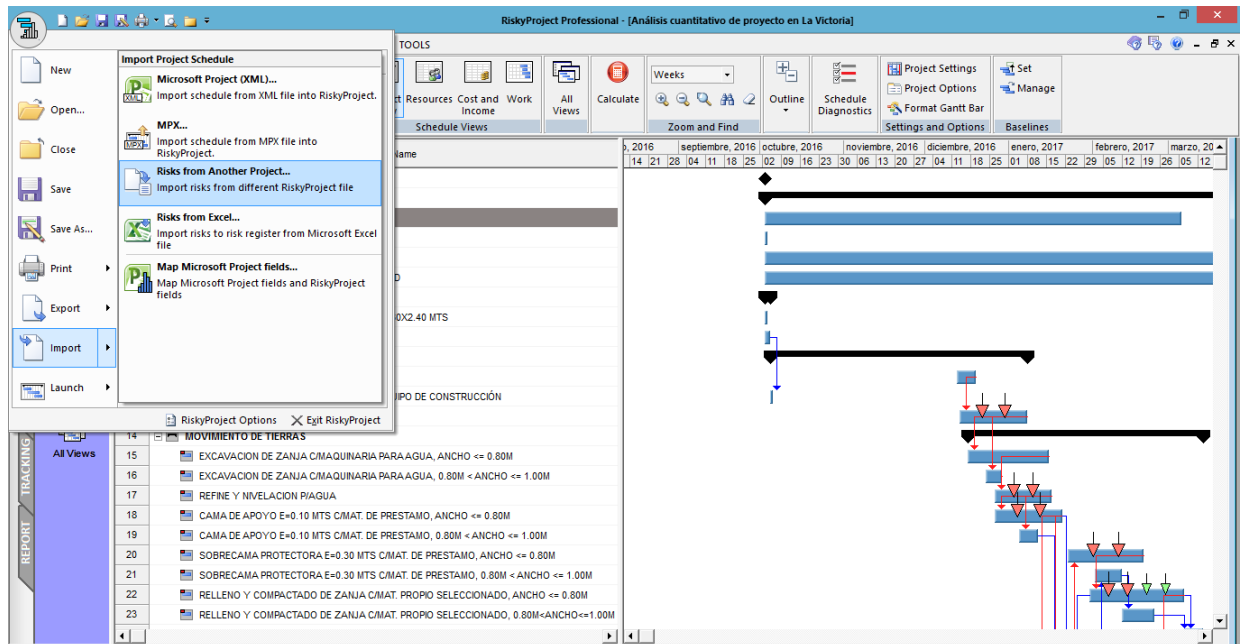 RiskyProject Professional - [Análisis cuantitativo de proyecto en La Victoria]
TOOLS
New
Open...
Close
Save
Save As...
Print
Export
Import
Launch
Import Project Schedule
Microsoft Project (XML)...
Import schedule from XML file into RiskyProject.
MPX...
Import schedule from MPX file into
RiskyProject.
Risks from Another Project...
Import risks from different RiskyProject file
Risks from Excel...
Import risks to risk register from Microsoft Excel
file
Map Microsoft Project fields...
Map Microsoft Project fields and RiskyProject
fields
RiskyProject Options
Exit RiskyProject
Resources
Cost and
Income
Work
Schedule Views
All
Views
Calculate
Weeks
Zoom and Find
Outline
Schedule
Diagnostics
Project Settings
Project Options
Format Gantt Bar
Settings and Options
Set
Manage
Baselines
Name
, 2016 septiembre, 2016 octubre, 2016 noviembre, 2016 diciembre, 2016 enero, 2017 febrero, 2017 marzo, 20
14 21 28 04 11 18 25 02 09 16 23 30 06 13 20 27 04 11 18 25 01 08 15 22 29 05 12 19 26 05 12
0X2.40 MTS
IPO DE CONSTRUCCIÓN
TRACKING
REPORT
All Views
14 MOVIMIENTO DE TIERRAS
15 EXCAVACION DE ZANJA C/MAQUINARIA PARA AGUA, ANCHO <= 0.80M
16 EXCAVACION DE ZANJA C/MAQUINARIA PARA AGUA, 0.80M < ANCHO <= 1.00M
17 REFINE Y NIVELACION P/AGUA
18 CAMA DE APOYO E=0.10 MTS C/MAT. DE PRESTAMO, ANCHO <= 0.80M
19 CAMA DE APOYO E=0.10 MTS C/MAT. DE PRESTAMO, 0.80M < ANCHO <= 1.00M
20 SOBRECAMA PROTECTORA E=0.30 MTS C/MAT. DE PRESTAMO, ANCHO <= 0.80M
21 SOBRECAMA PROTECTORA E=0.30 MTS C/MAT. DE PRESTAMO, 0.80M < ANCHO <= 1.00M
22 RELLENO Y COMPACTADO DE ZANJA C/MAT. PROPIO SELECCIONADO, ANCHO <= 0.80M
23 RELLENO Y COMPACTADO DE ZANJA C/MAT. PROPIO SELECCIONADO, 0.80M<ANCHO<=1.00M